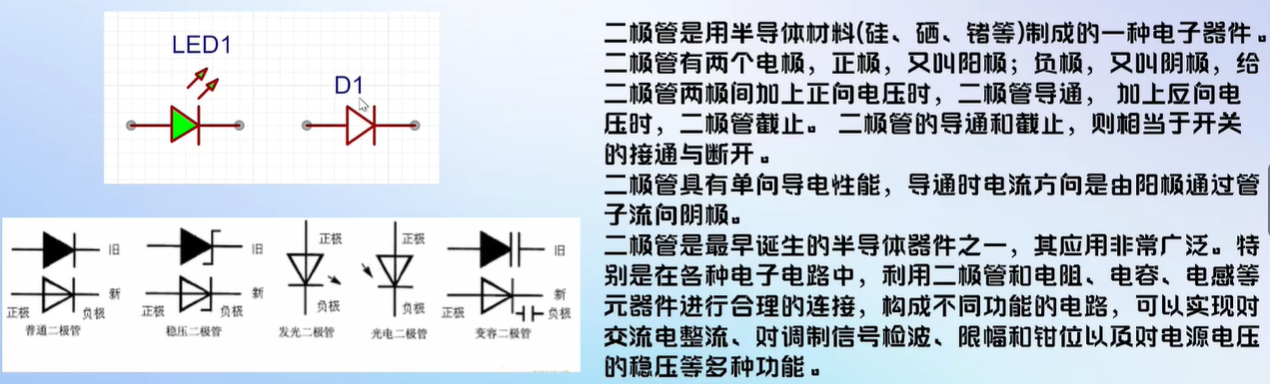 LED1
D1
二极管是用半导体材料(硅、硒、锗等)制成的一种电子器件。
二极管有两个电极，正极，又叫阳极；负极，又叫阴极，给
二极管两极间加上正向电压时，二极管导通， 加上反向电
压时，二极管截止。 二极管的导通和截止，则相当于开关
的接通与断开。
二极管具有单向导电性能，导通时电流方向是由阳极通过管
子流向阴极。
二极管是最早诞生的半导体器件之一，其应用非常广泛。特
别是在各种电子电路中，利用二极管和电阻、电容、电感等
元器件进行合理的连接，构成不同功能的电路，可以实现对
交流电整流、对调制信号检波、限幅和钳位以及对电源电压
的稳压等多种功能。
旧
新
正极
负极
普通二极管
旧
新
正极
负极
稳压二极管
正极
负极
发光二极管
正极
负极
光电二极管
旧
新
正极
负极
变容二极管